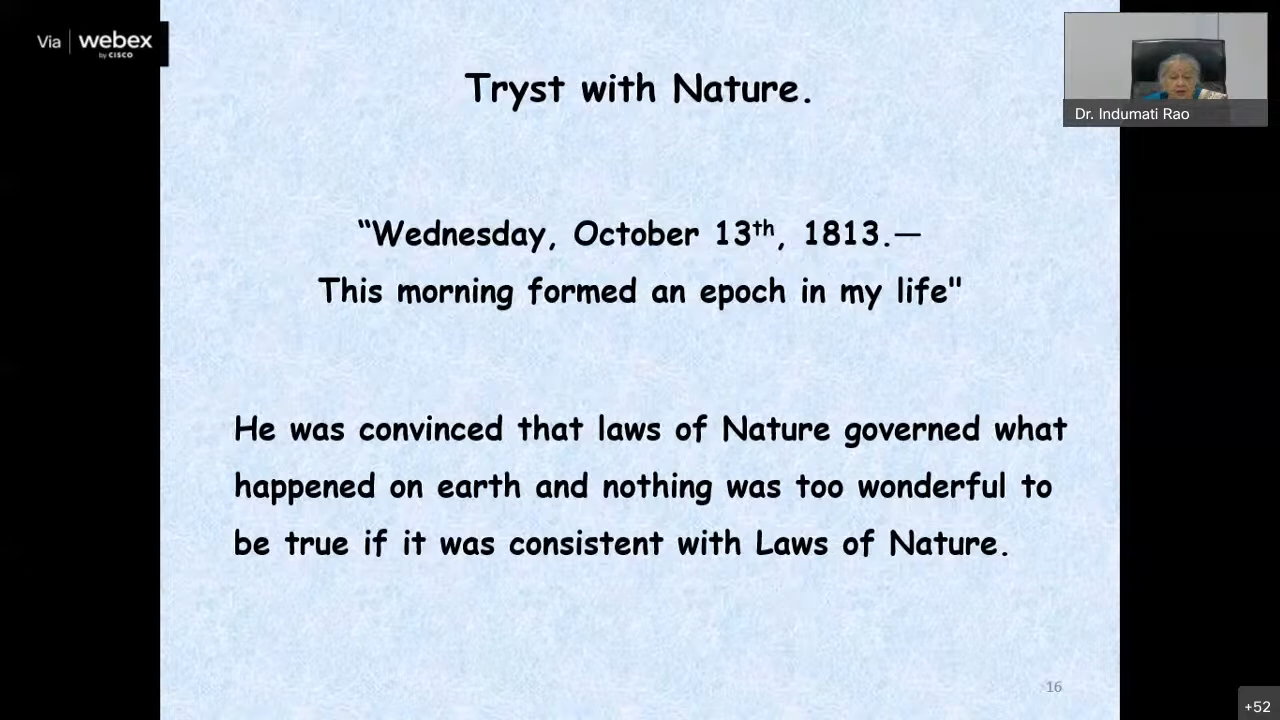 Via | webex
by CISCO
Tryst with Nature.
Dr. Indumati Rao
“Wednesday, October 13th, 1813.—
This morning formed an epoch in my life"
He was convinced that laws of Nature governed what
happened on earth and nothing was too wonderful to
be true if it was consistent with Laws of Nature.
16
+52